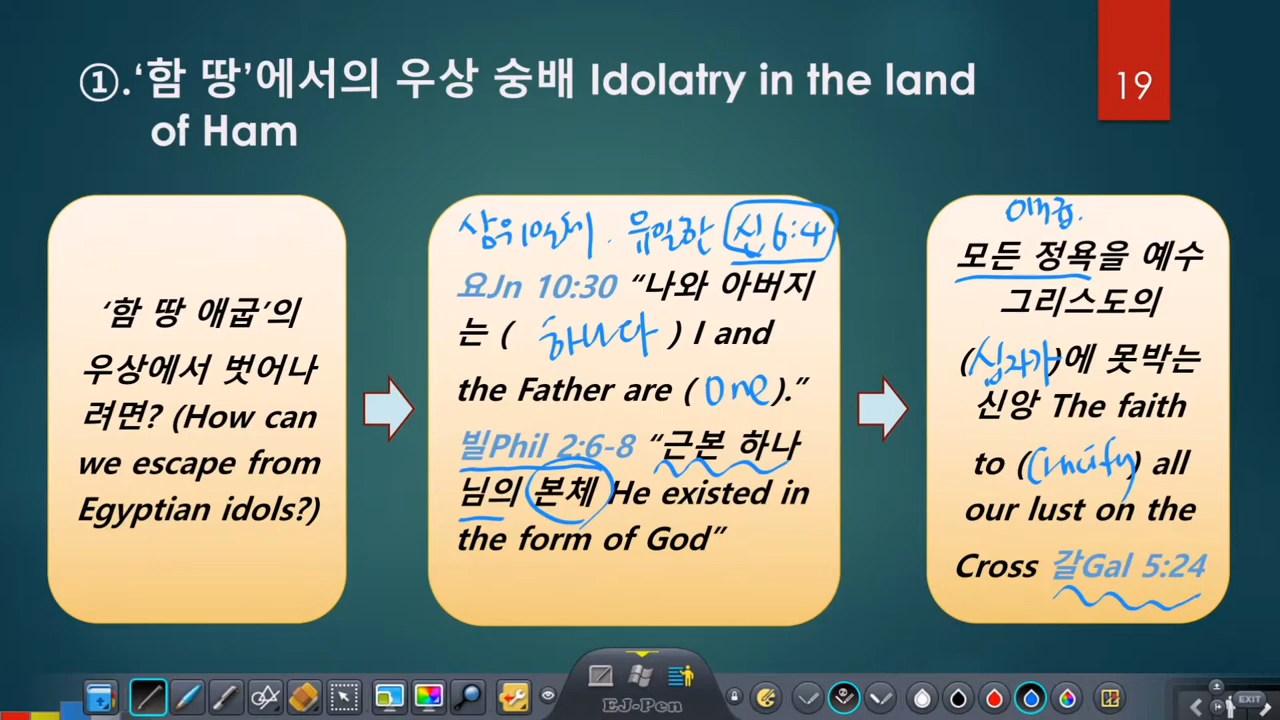 ①.‘함 땅’에서의 우상 숭배 Idolatry in the land
of Ham
19
‘함 땅 애굽’의
우상에서 벗어나
려면? (How can
we escape from
Egyptian idols?)
삼위일체. 유일한 신6:4
요Jn 10:30 “나와 아버지
는 ( 하나다 ) I and
the Father are ( One ).”
빌Phil 2:6-8 “근본 하나
님의 본체 He existed in
the form of God”
애굽.
모든 정욕을 예수
그리스도의
(십자가)에 못박는
신앙 The faith
to (Crucify) all
our lust on the
Cross 갈Gal 5:24
EJ-Pen
EXIT